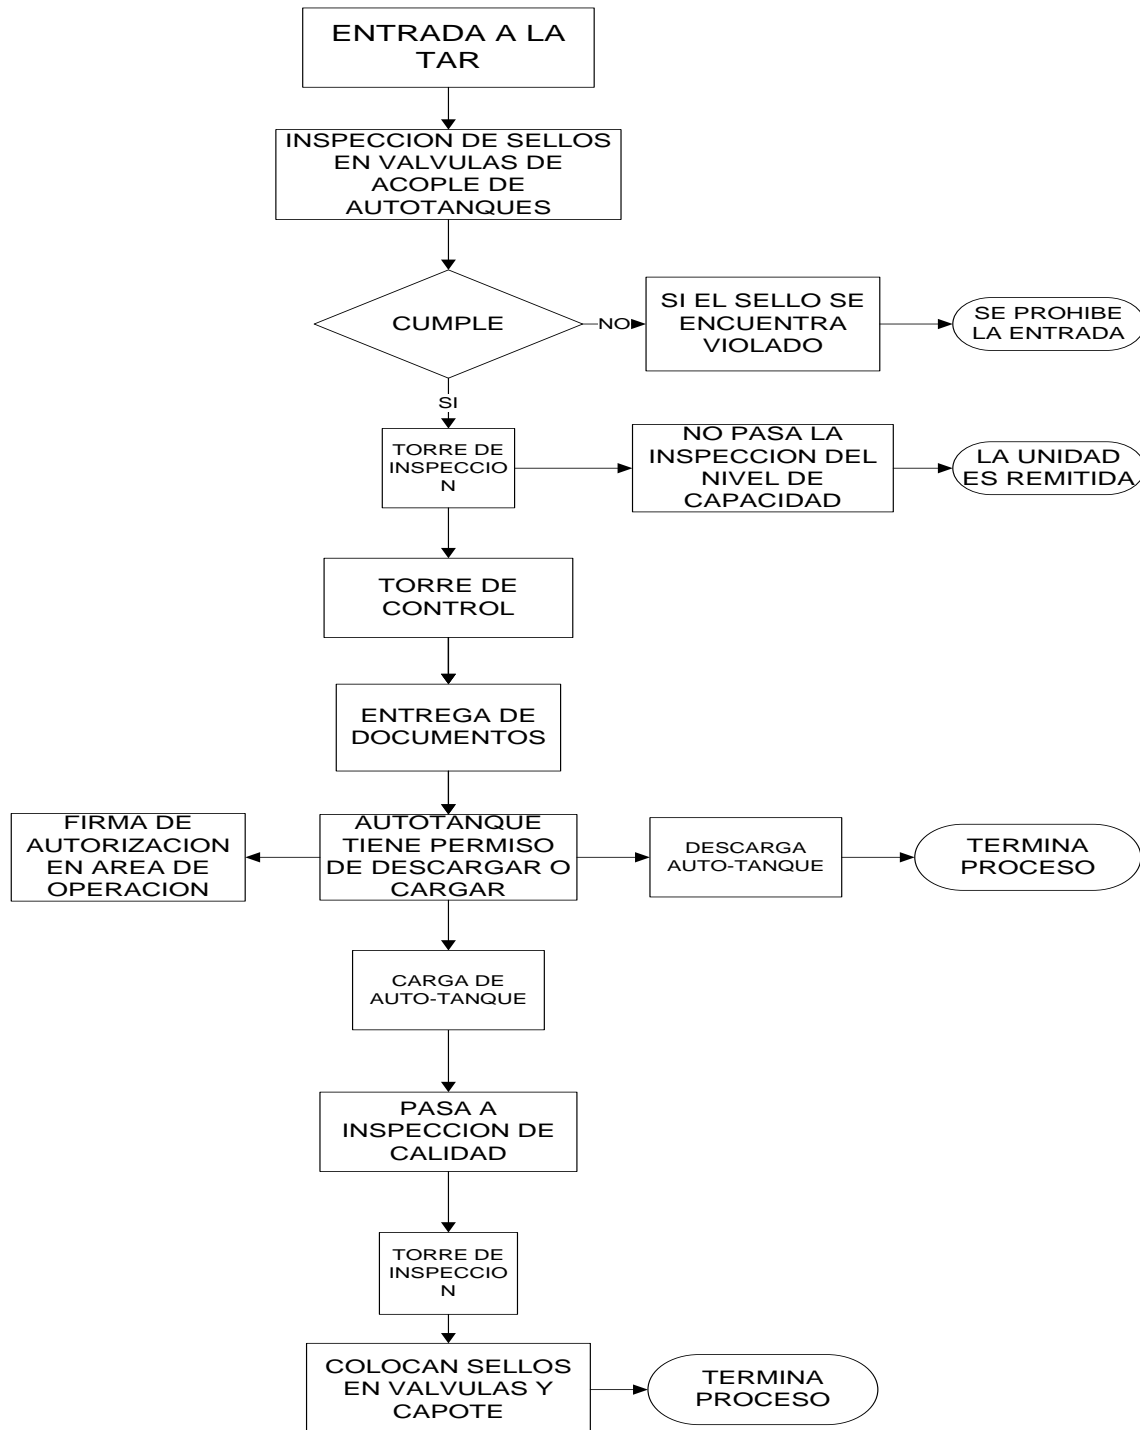 ENTRADA A LA
TAR
INSPECCION DE SELLOS
EN VALVULAS DE
ACOPLE DE
AUTOTANQUES
CUMPLE
NO
SI EL SELLO SE
ENCUENTRA
VIOLADO
SE PROHIBE
LA ENTRADA
SI
TORRE DE
INSPECCIO
N
NO PASA LA
INSPECCION DEL
NIVEL DE
CAPACIDAD
LA UNIDAD
ES REMITIDA
TORRE DE
CONTROL
ENTREGA DE
DOCUMENTOS
FIRMA DE
AUTORIZACION
EN AREA DE
OPERACION
AUTOTANQUE
TIENE PERMISO
DE DESCARGAR O
CARGAR
DESCARGA
AUTO-TANQUE
TERMINA
PROCESO
CARGA DE
AUTO-TANQUE
PASA A
INSPECCION DE
CALIDAD
TORRE DE
INSPECCIO
N
COLOCAN SELLOS
EN VALVULAS Y
CAPOTE
TERMINA
PROCESO